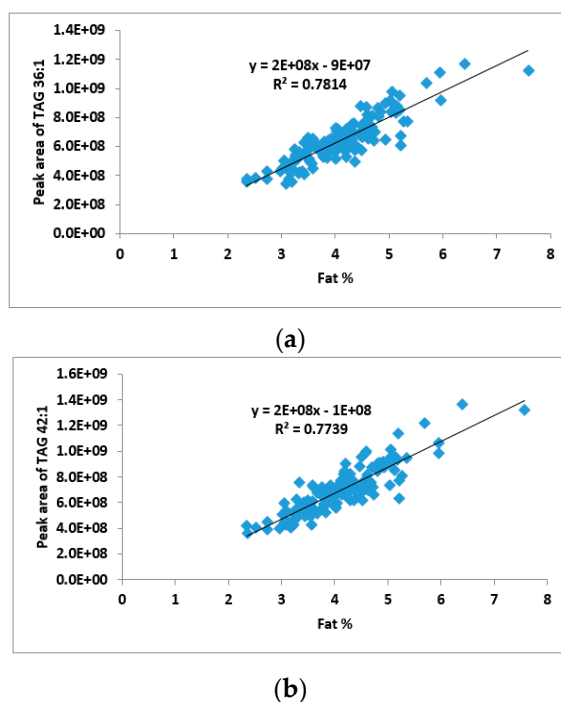 1.4E+09
1.2E+09
1.0E+09
8.0E+08
6.0E+08
4.0E+08
2.0E+08
0.0E+00
Peak area of TAG 36:1
y = 2E+08x - 9E+07
R² = 0.7814
0 1 2 3 4 5 6 7 8
Fat %
(a)
1.6E+09
1.4E+09
1.2E+09
1.0E+09
8.0E+08
6.0E+08
4.0E+08
2.0E+08
0.0E+00
Peak area of TAG 42:1
y = 2E+08x - 1E+08
R² = 0.7739
0 1 2 3 4 5 6 7 8
Fat %
(b)